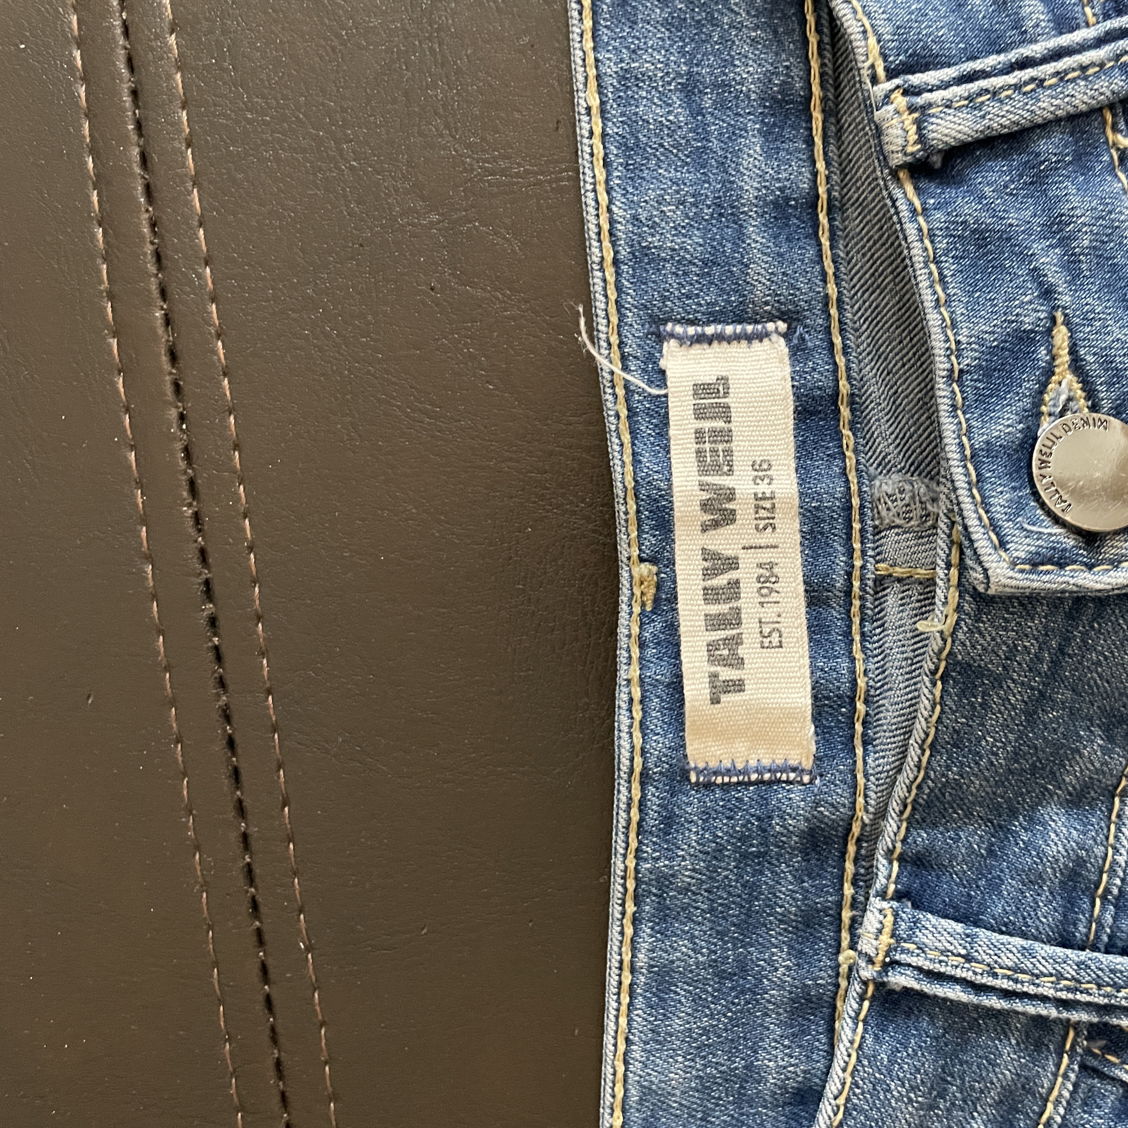 TALLY WEIJL
EST. 1984 | SIZE 36
TALLY WEIJL DENIM